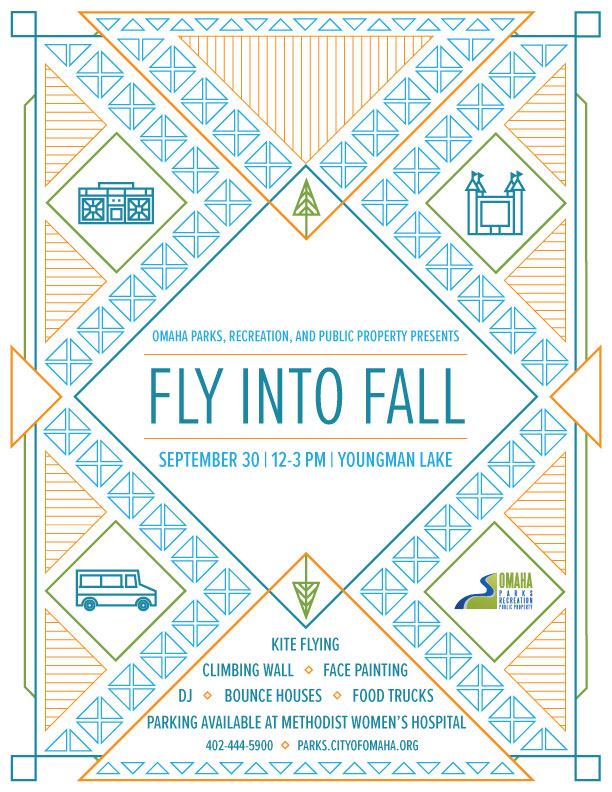 OMAHA PARKS, RECREATION, AND PUBLIC PROPERTY PRESENTS
FLY INTO FALL
SEPTEMBER 30 | 12-3 PM | YOUNGMAN LAKE
OMAHA
PARKS
RECREATION
PUBLIC PROPERTY
KITE FLYING
CLIMBING WALL ◇ FACE PAINTING
DJ ◇ BOUNCE HOUSES ◇ FOOD TRUCKS
PARKING AVAILABLE AT METHODIST WOMEN'S HOSPITAL
402-444-5900 ◇ PARKS.CITYOFOMAHA.ORG